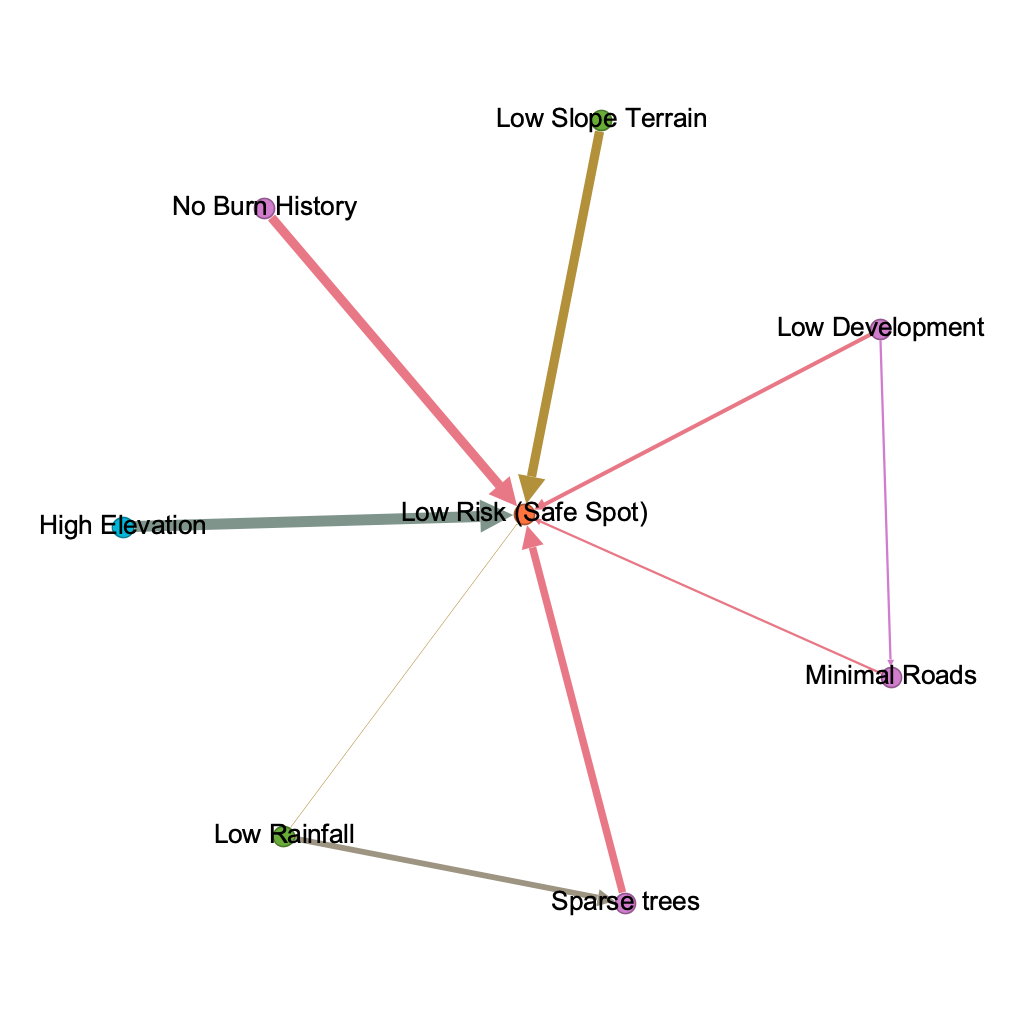 Low Slope Terrain
No Burn History
Low Development
Low Risk (Safe Spot)
High Elevation
Minimal Roads
Low Rainfall
Sparse trees